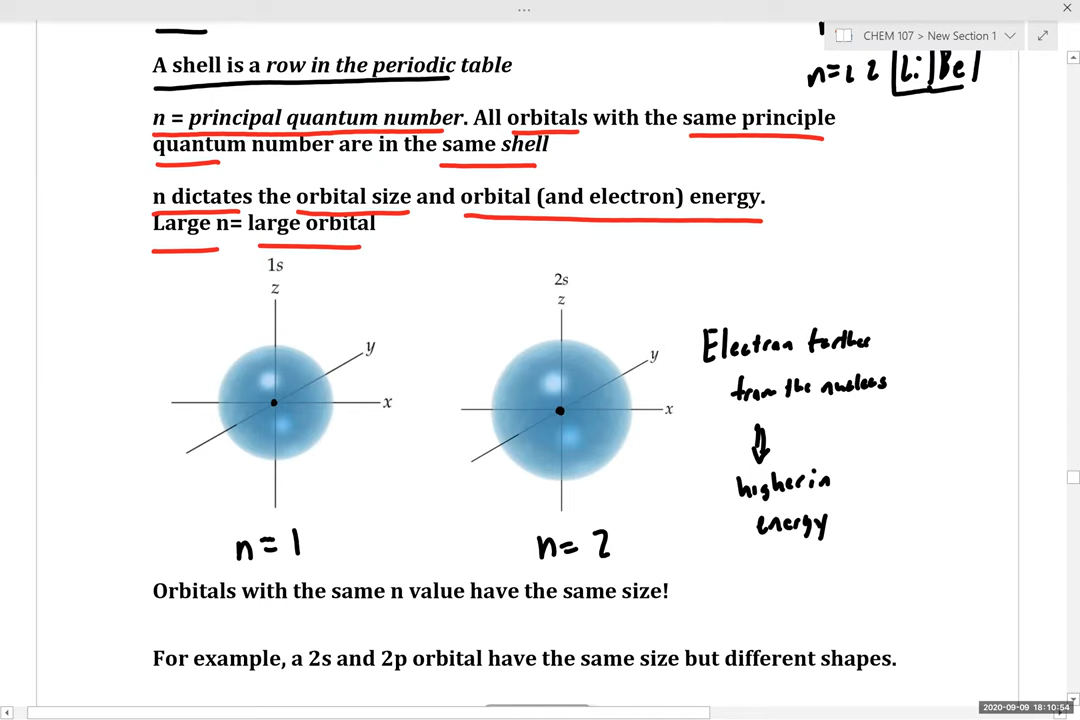 CHEM 107 > New Section 1
A shell is a row in the periodic table
n = 2 Li Be
n = principal quantum number. All orbitals with the same principle
quantum number are in the same shell
n dictates the orbital size and orbital (and electron) energy.
Large n= large orbital
1s
z
y
x
2s
z
y
x
Electron farther
from the nucleus
⇓
higher in
energy
n = 1
n = 2
Orbitals with the same n value have the same size!
For example, a 2s and 2p orbital have the same size but different shapes.
2020-09-09 18:10:54